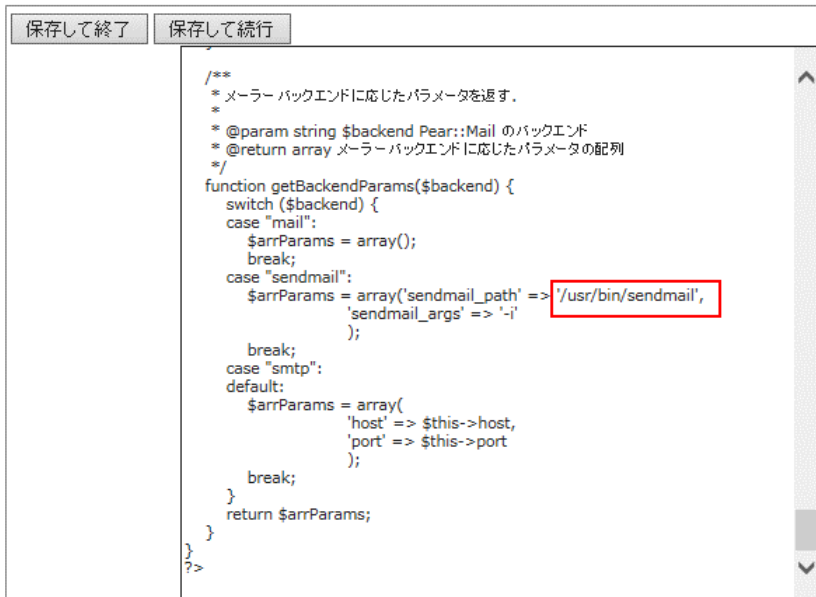 保存して終了 保存して続行
/**
* メーラー バックエンドに応じたパラメータを返す.
*
* @param string $backend Pear::Mail のバックエンド
* @return array メーラーバックエンドに応じたパラメータの配列
*/
function getBackendParams($backend) {
switch ($backend) {
case "mail":
$arrParams = array();
break;
case "sendmail":
$arrParams = array('sendmail_path' => '/usr/bin/sendmail',
'sendmail_args' => '-i'
);
break;
case "smtp":
default:
$arrParams = array(
'host' => $this->host,
'port' => $this->port
);
break;
}
return $arrParams;
}
}
?>